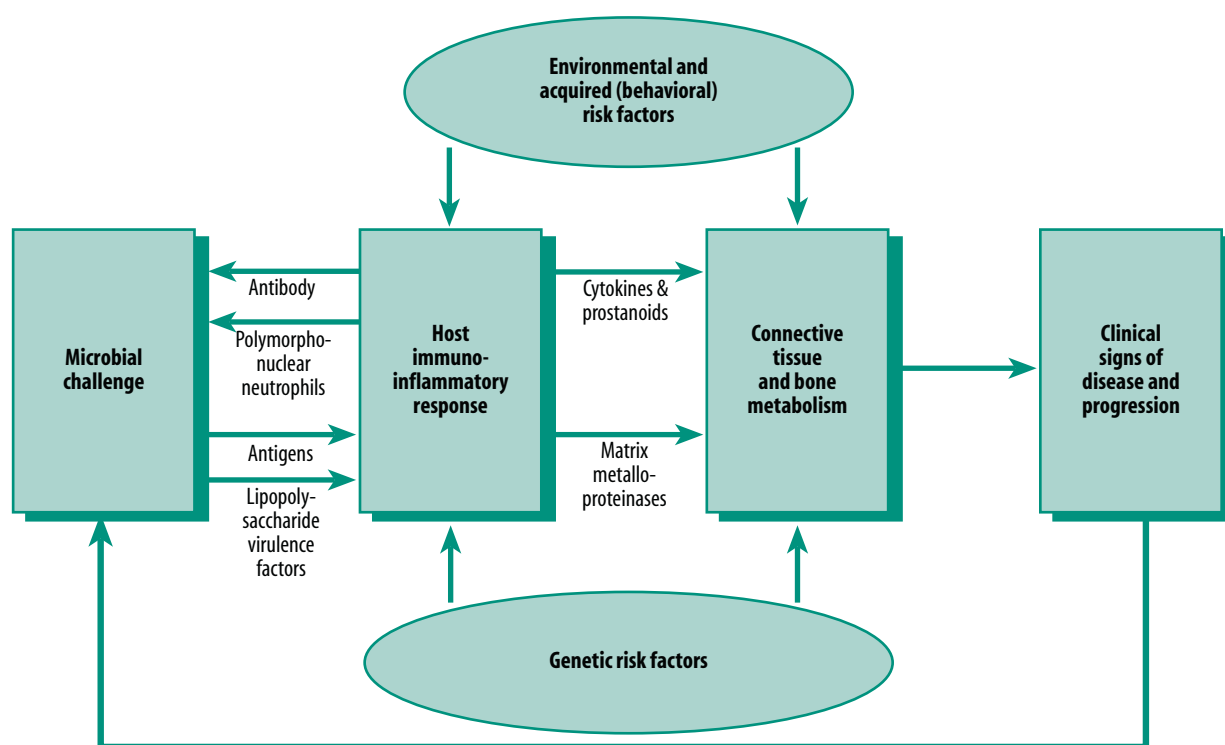 Environmental and
acquired (behavioral)
risk factors
Microbial
challenge
Antibody
Polymorpho-
nuclear
neutrophils
Antigens
Lipopoly-
saccharide
virulence
factors
Host
immuno-
inflammatory
response
Cytokines &
prostanoids
Matrix
metallo-
proteinases
Connective
tissue
and bone
metabolism
Clinical
signs of
disease and
progression
Genetic risk factors